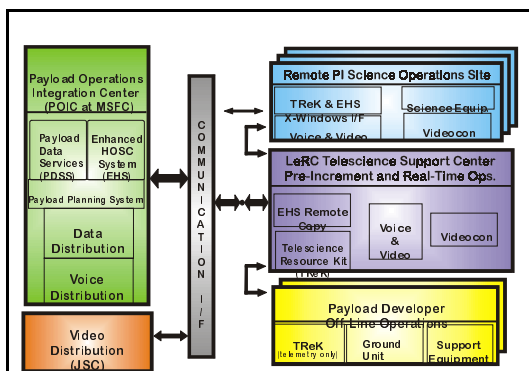 Payload Operations
Integration Center
(POIC at MSFC)
Payload
Data
Services
(PDSS)
Enhanced
HOSC
System
(EHS)
Payload Planning System
Data
Distribution
Voice Distribution
Video
Distribution
(JSC)
COMMUNICATION I/F
Remote PI Science Operations Site
TReK & EHS
X-Windows I/F
Voice & Video
Science Equip.
Videocon
LeRC Telescience Support Center
Pre-Increment and Real-Time Ops.
EHS Remote
Copy
Telescience
Resource Kit
(TReK)
Voice
&
Video
Videocon
Payload Developer
Off-Line Operations
TReK
(telemetry only)
Ground
Unit
Support
Equipment